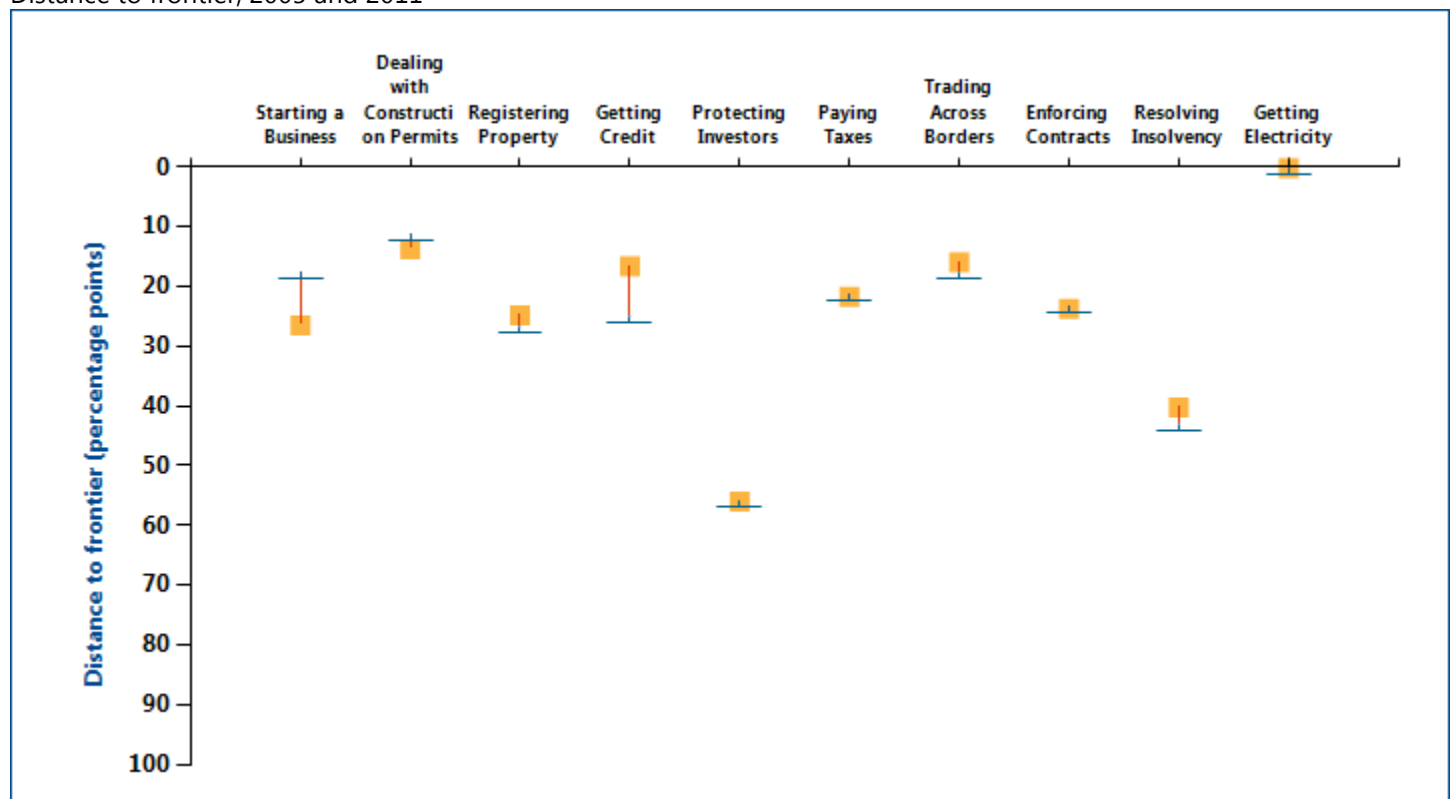 Distance to frontier, 2005 and 2011
Dealing
with
Trading
Starting a Constructi Registering Getting Protecting Paying Across Enforcing Resolving Getting
Business on Permits Property Credit Investors Taxes Borders Contracts Insolvency Electricity
0
10
20
30
40
50
60
70
80
90
100
Distance to frontier (percentage points)